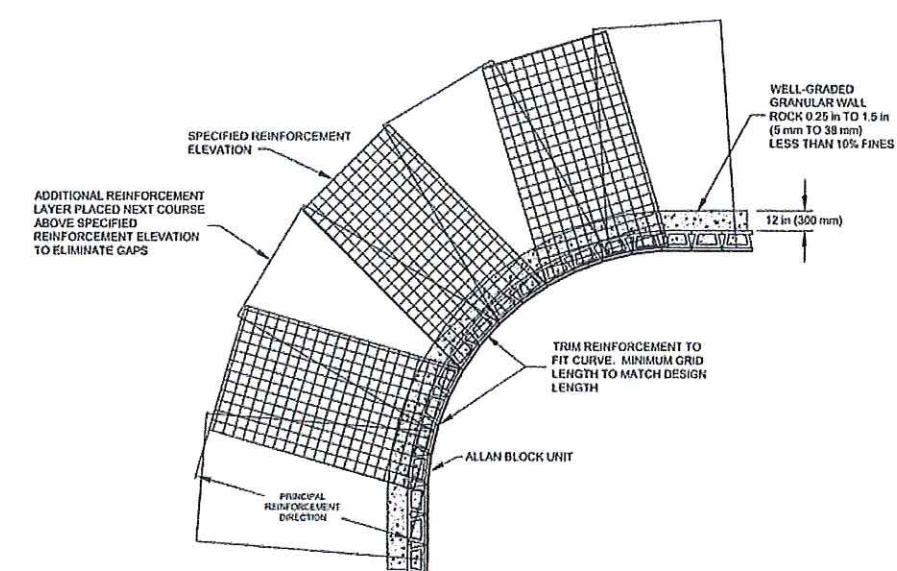 WELL-GRADED
GRANULAR WALL
ROCK 0.25 in TO 1.5 in
(5 mm TO 38 mm)
LESS THAN 10% FINES
SPECIFIED REINFORCEMENT
ELEVATION
ADDITIONAL REINFORCEMENT
LAYER PLACED NEXT COURSE
ABOVE SPECIFIED
REINFORCEMENT ELEVATION
TO ELIMINATE GAPS
12 in (300 mm)
TRIM REINFORCEMENT TO
FIT CURVE. MINIMUM GRID
LENGTH TO MATCH DESIGN
LENGTH
ALLAN BLOCK UNIT
PRINCIPAL
REINFORCEMENT
DIRECTION